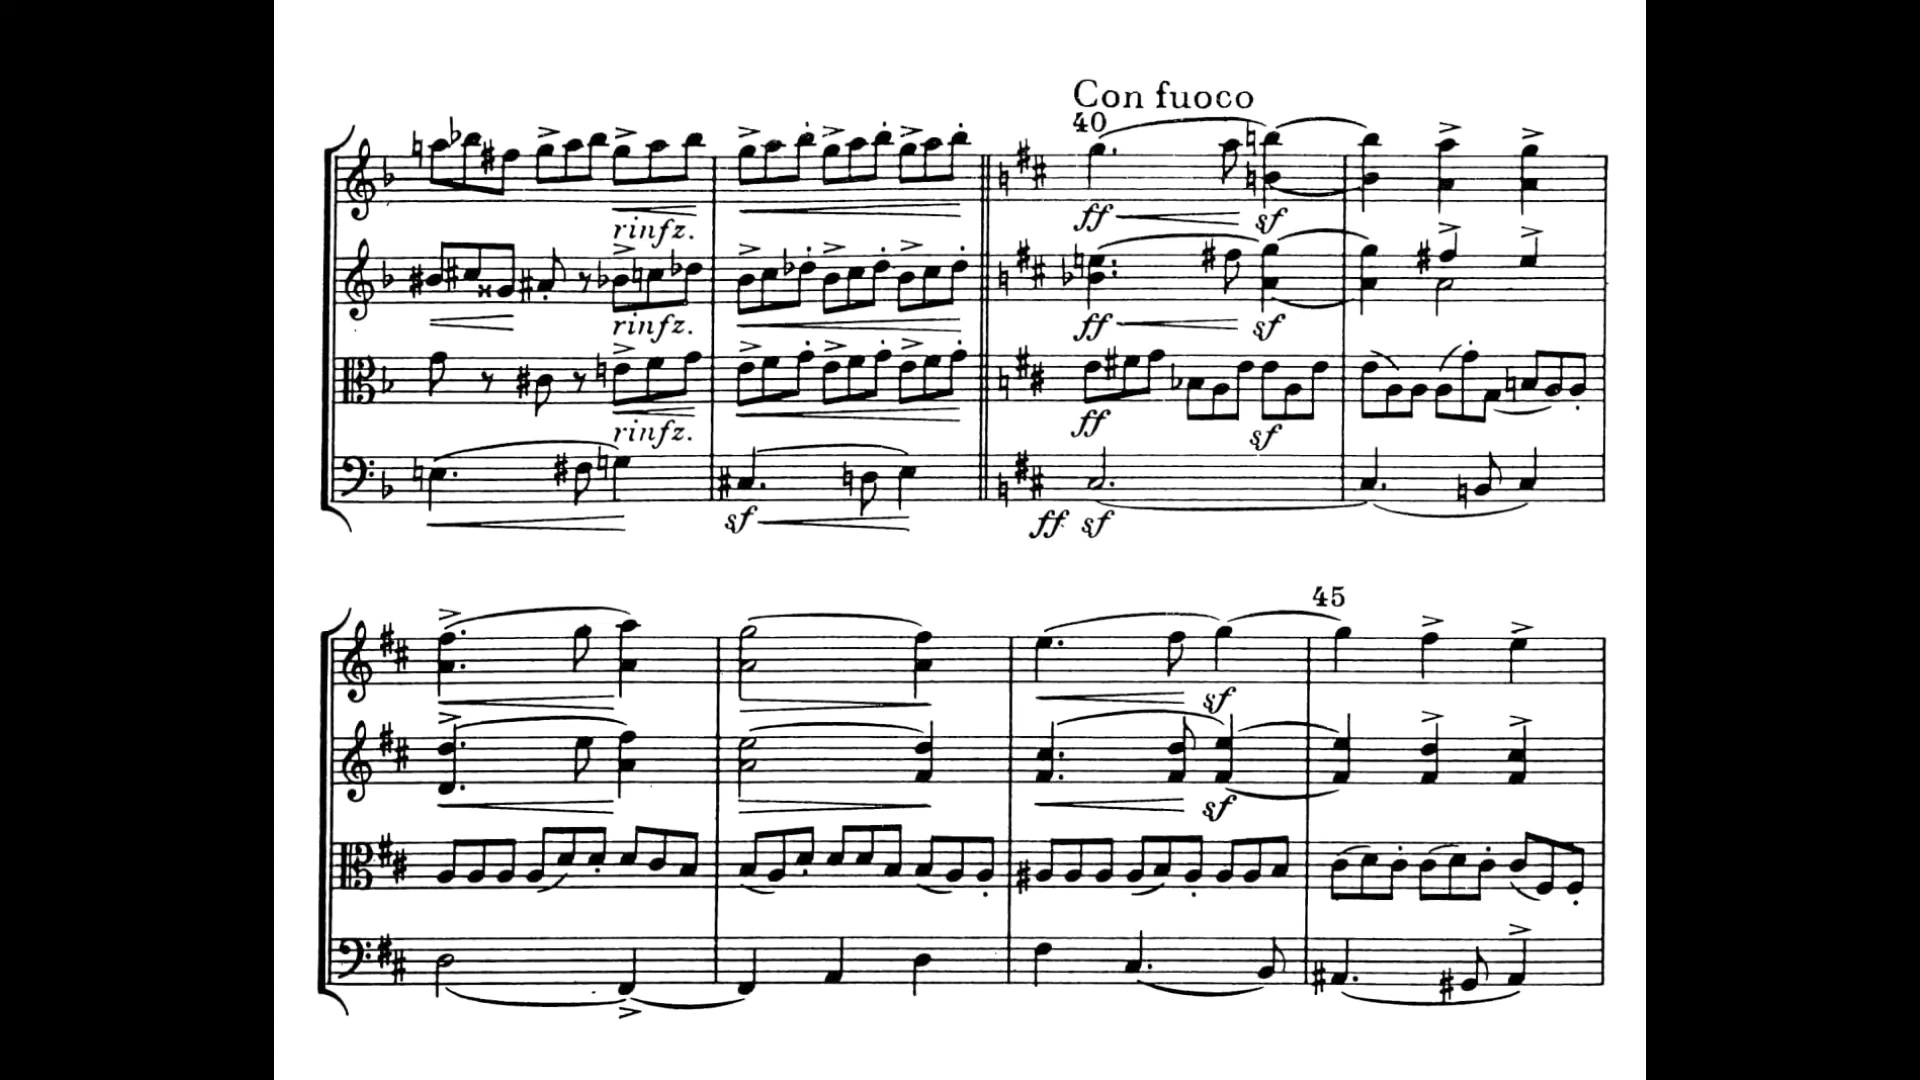 Con fuoco
40
ff sf
rinfz.
ff sf
rinfz.
ff sf
rinfz.
sf ff sf
45
sf
sf